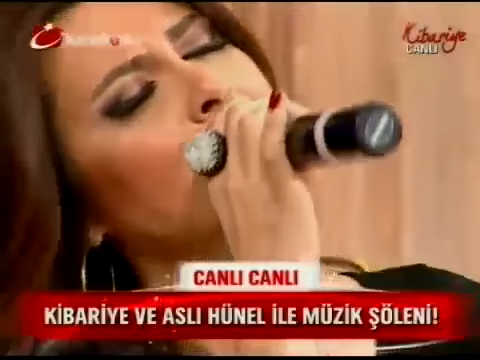 Kibariye
CANLI
CANLI CANLI
KİBARİYE VE ASLI HÜNEL İLE MÜZİK ŞÖLENİ!